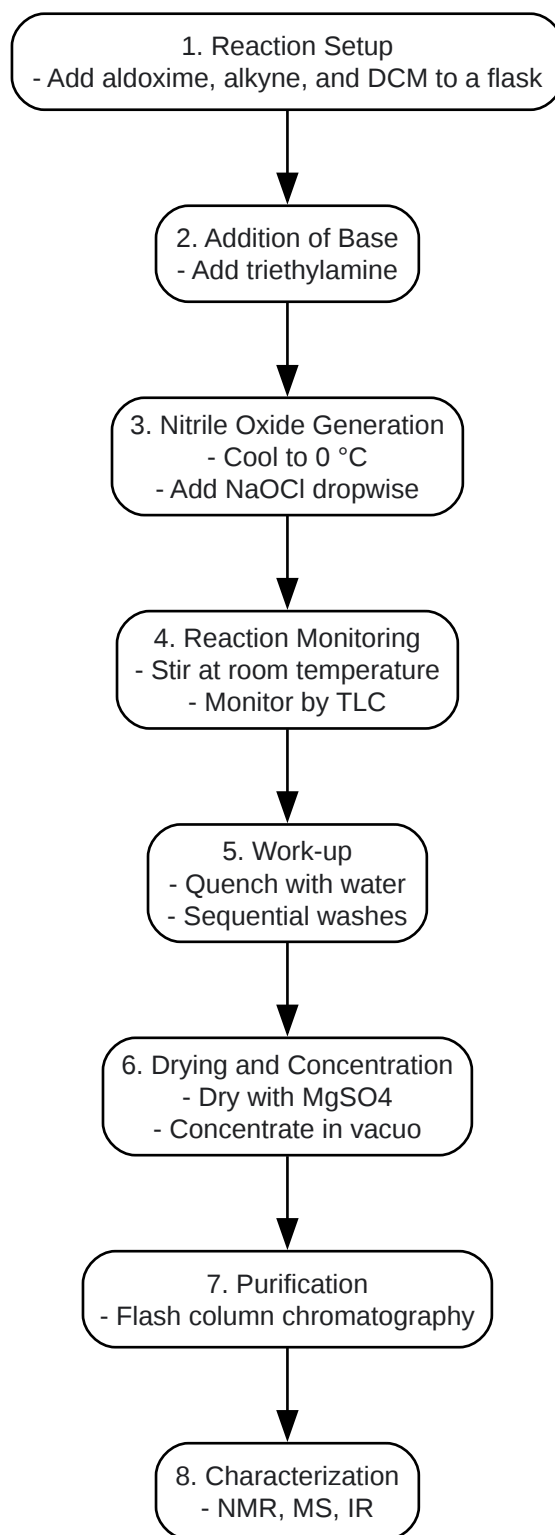 1. Reaction Setup
- Add aldoxime, alkyne, and DCM to a flask
2. Addition of Base
- Add triethylamine
3. Nitrile Oxide Generation
- Cool to 0 °C
- Add NaOCl dropwise
4. Reaction Monitoring
- Stir at room temperature
- Monitor by TLC
5. Work-up
- Quench with water
- Sequential washes
6. Drying and Concentration
- Dry with MgSO4
- Concentrate in vacuo
7. Purification
- Flash column chromatography
8. Characterization
- NMR, MS, IR